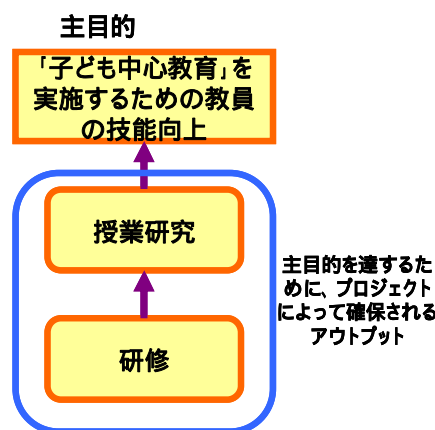 主目的
｢子ども中心教育｣を
実施するための教員
の技能向上
授業研究
主目的を達するた
めに、プロジェクト
によって確保される
アウトプット
研修